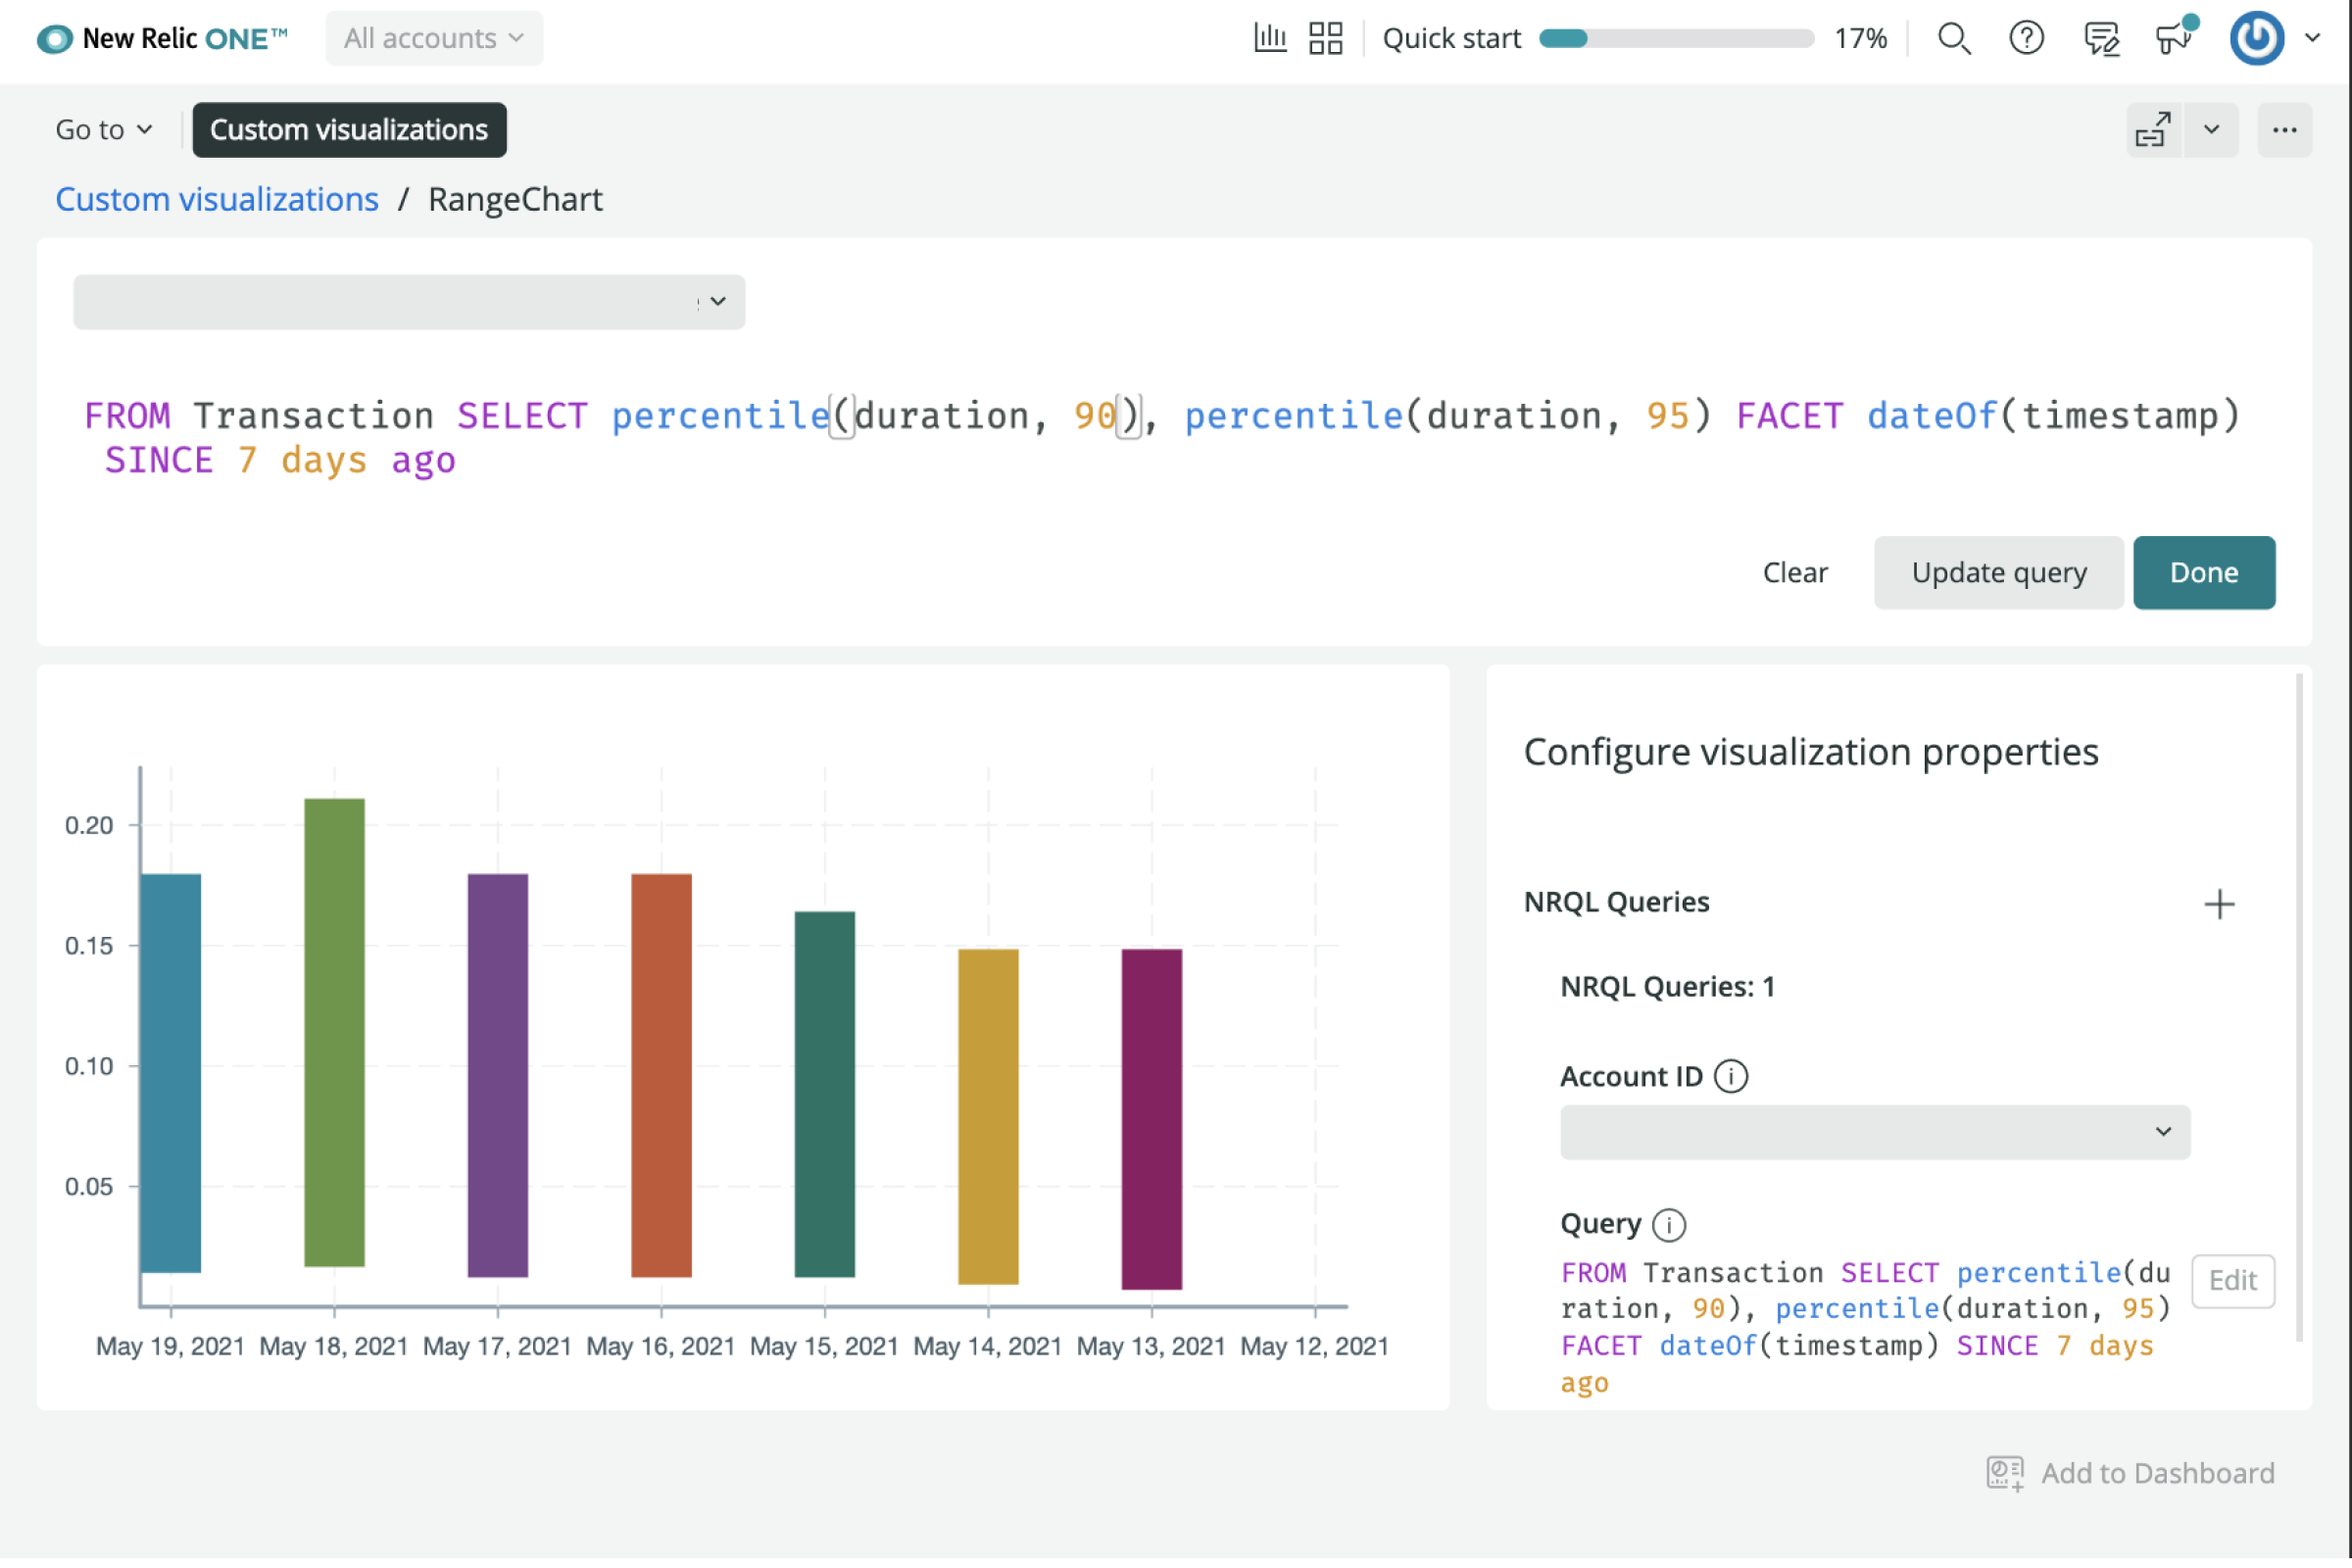 New Relic ONE™ All accounts Quick start 17%
Go to Custom visualizations
Custom visualizations / RangeChart
FROM Transaction SELECT percentile(duration, 90), percentile(duration, 95) FACET dateOf(timestamp)
SINCE 7 days ago
Clear Update query Done
0.20
0.15
0.10
0.05
May 19, 2021 May 18, 2021 May 17, 2021 May 16, 2021 May 15, 2021 May 14, 2021 May 13, 2021 May 12, 2021
Configure visualization properties
NRQL Queries
NRQL Queries: 1
Account ID
Query
FROM Transaction SELECT percentile(du
ration, 90), percentile(duration, 95)
FACET dateOf(timestamp) SINCE 7 days
ago
Edit
Add to Dashboard